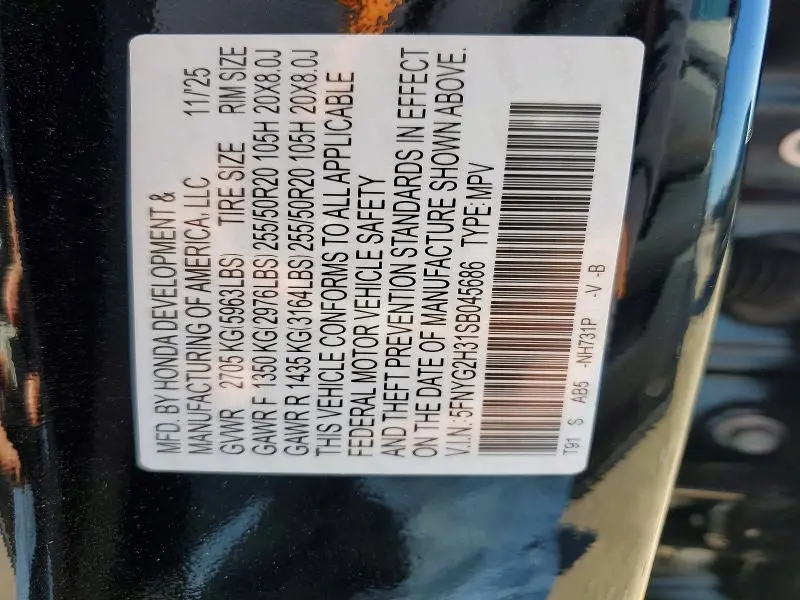 MFD. BY HONDA DEVELOPMENT &
MANUFACTURING OF AMERICA, LLC 11/'25
GVWR 2705 KG(5963LBS) TIRE SIZE RIM SIZE
GAWR F 1350 KG(2976LBS) 255/50R20 105H 20X8.0J
GAWR R 1435 KG(3164LBS) 255/50R20 105H 20X8.0J
THIS VEHICLE CONFORMS TO ALL APPLICABLE
FEDERAL MOTOR VEHICLE SAFETY
AND THEFT PREVENTION STANDARDS IN EFFECT
ON THE DATE OF MANUFACTURE SHOWN ABOVE.
V.I.N.:5FNYG2H31SB045686 TYPE:MPV
T91 S AB5 -NH731P -V -B